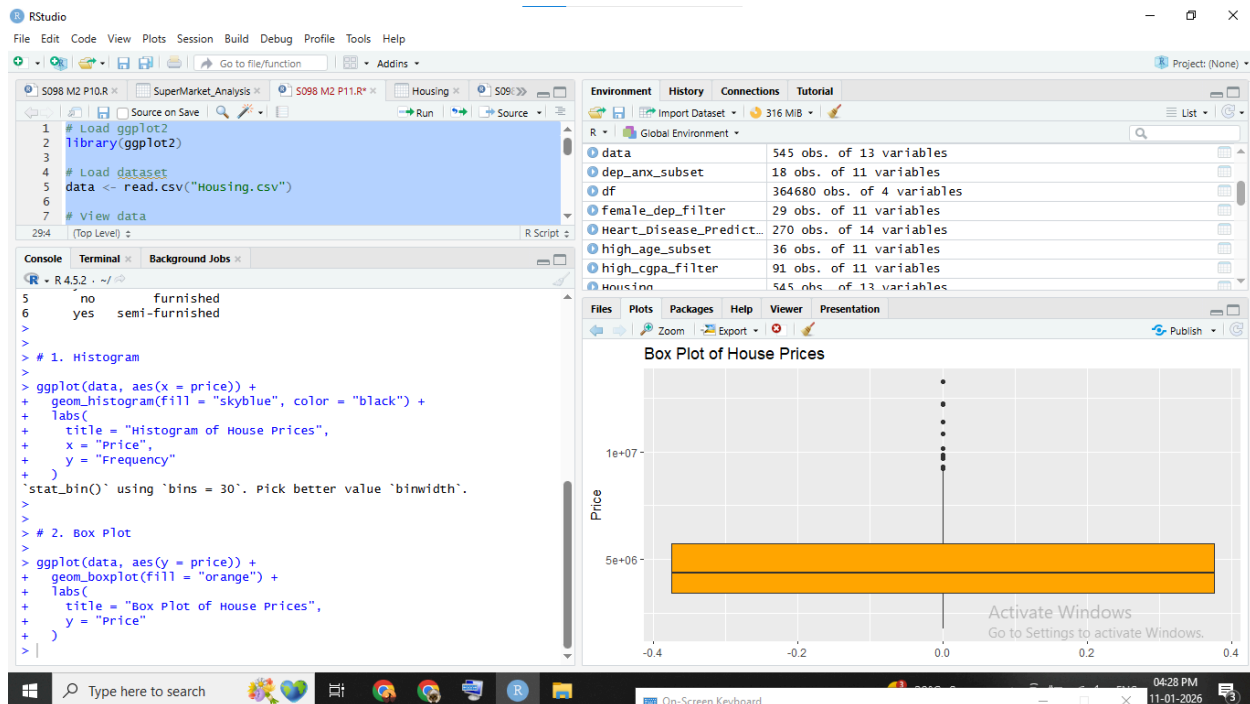 RStudio
File Edit Code View Plots Session Build Debug Profile Tools Help
Go to file/function
Addins
Project: (None)
S098 M2 P10.R
SuperMarket_Analysis
S098 M2 P11.R*
Housing
S09
Source on Save
Run
Source
1 # Load ggplot2
2 library(ggplot2)
3
4 # Load dataset
5 data <- read.csv("Housing.csv")
6
7 # View data
29:4 (Top Level) R Script
Console Terminal Background Jobs
R 4.5.2 · ~/
5 no furnished
6 yes semi-furnished
>
>
> # 1. Histogram
>
> ggplot(data, aes(x = price)) +
+ geom_histogram(fill = "skyblue", color = "black") +
+ labs(
+ title = "Histogram of House Prices",
+ x = "Price",
+ y = "Frequency"
+ )
`stat_bin()` using `bins = 30`. Pick better value `binwidth`.
>
>
> # 2. Box Plot
>
> ggplot(data, aes(y = price)) +
+ geom_boxplot(fill = "orange") +
+ labs(
+ title = "Box Plot of House Prices",
+ y = "Price"
+ )
>
Environment History Connections Tutorial
Import Dataset 316 MiB List
R Global Environment
data 545 obs. of 13 variables
dep_anx_subset 18 obs. of 11 variables
df 364680 obs. of 4 variables
female_dep_filter 29 obs. of 11 variables
Heart_Disease_Predict… 270 obs. of 14 variables
high_age_subset 36 obs. of 11 variables
high_cgpa_filter 91 obs. of 11 variables
Housing 545 obs. of 13 variables
Files Plots Packages Help Viewer Presentation
Zoom Export Publish
Box Plot of House Prices
1e+07
Price
5e+06
-0.4 -0.2 0.0 0.2 0.4
Activate Windows
Go to Settings to activate Windows.
Type here to search
3
04:28 PM
11-01-2026
3
On-Screen Keyboard